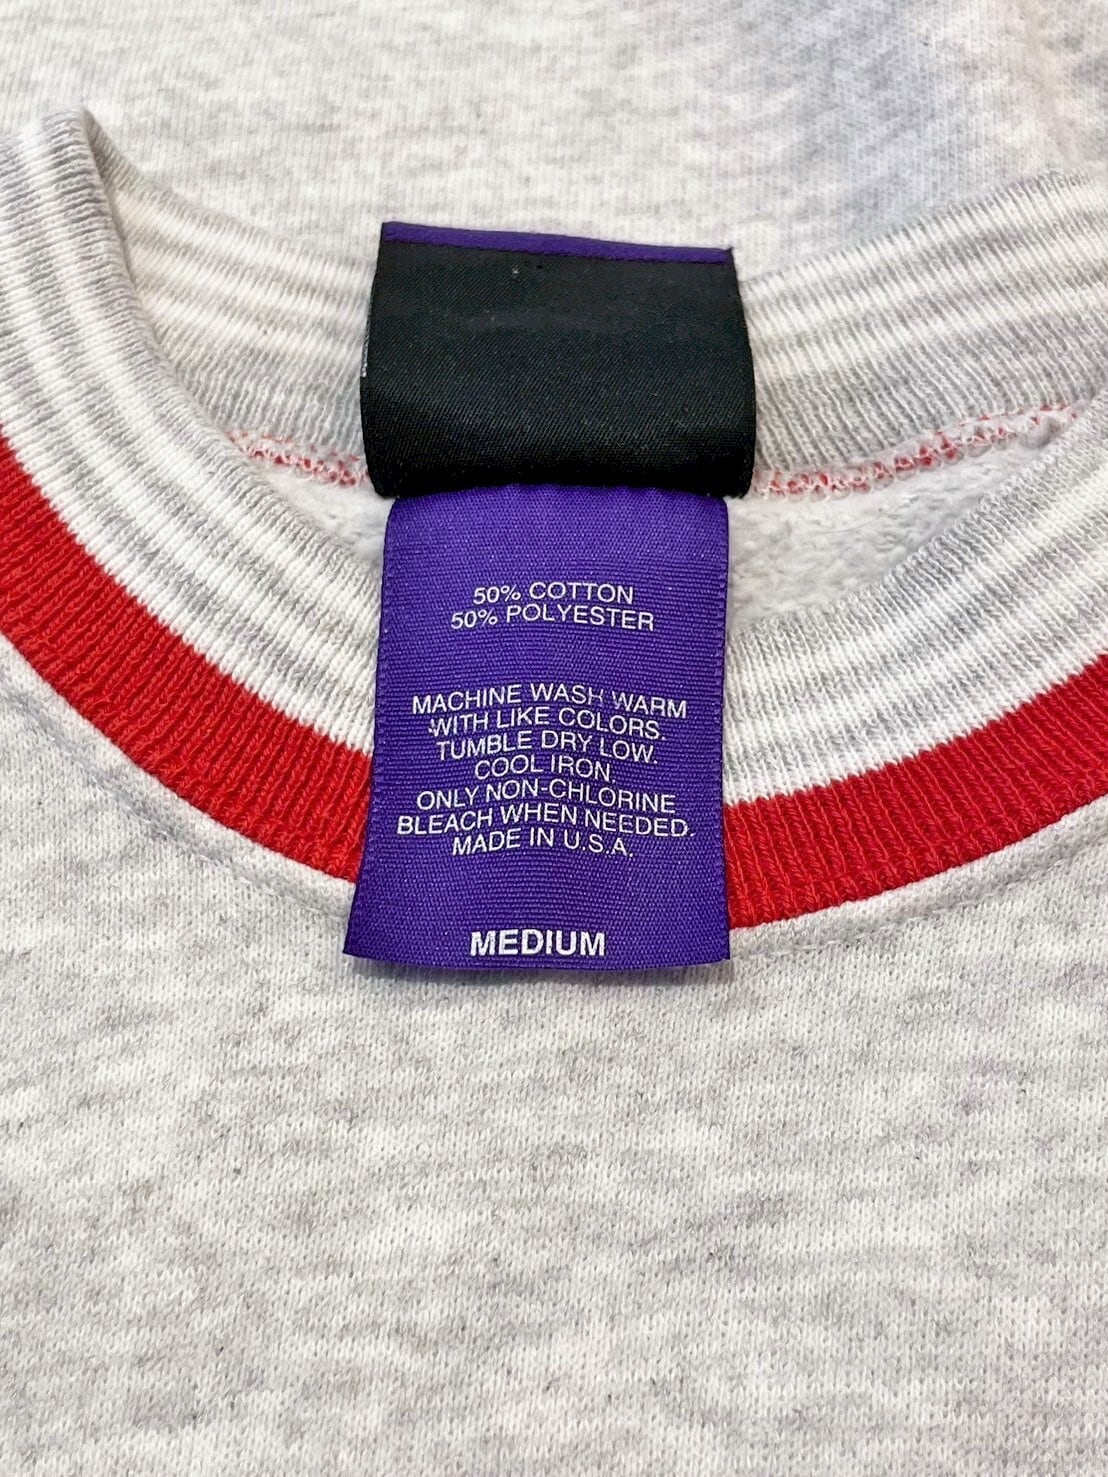 50% COTTON
50% POLYESTER
MACHINE WASH WARM
WITH LIKE COLORS.
TUMBLE DRY LOW.
COOL IRON.
ONLY NON-CHLORINE
BLEACH WHEN NEEDED.
MADE IN U.S.A.
MEDIUM